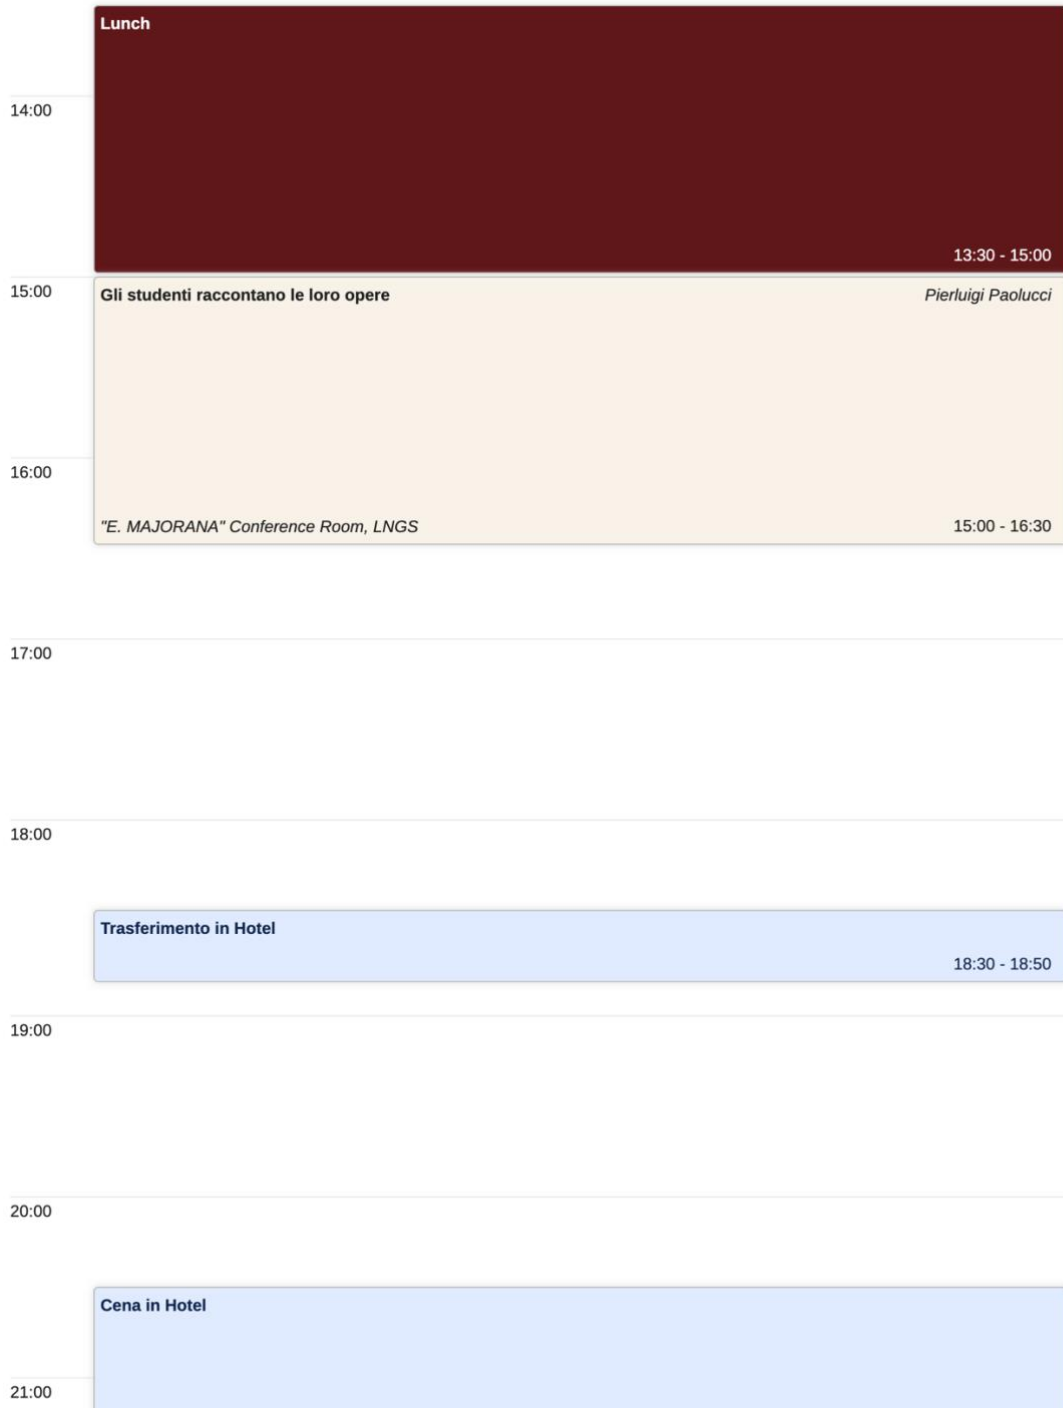 Lunch
14:00
13:30 - 15:00
15:00
Gli studenti raccontano le loro opere
Pierluigi Paolucci
16:00
"E. MAJORANA" Conference Room, LNGS
15:00 - 16:30
17:00
18:00
Trasferimento in Hotel
18:30 - 18:50
19:00
20:00
Cena in Hotel
21:00